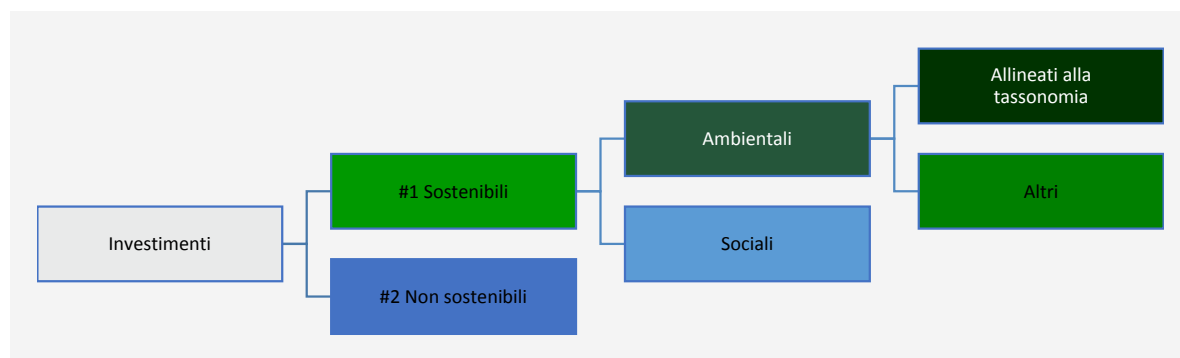 Investimenti
#1 Sostenibili
#2 Non sostenibili
Ambientali
Sociali
Allineati alla
tassonomia
Altri